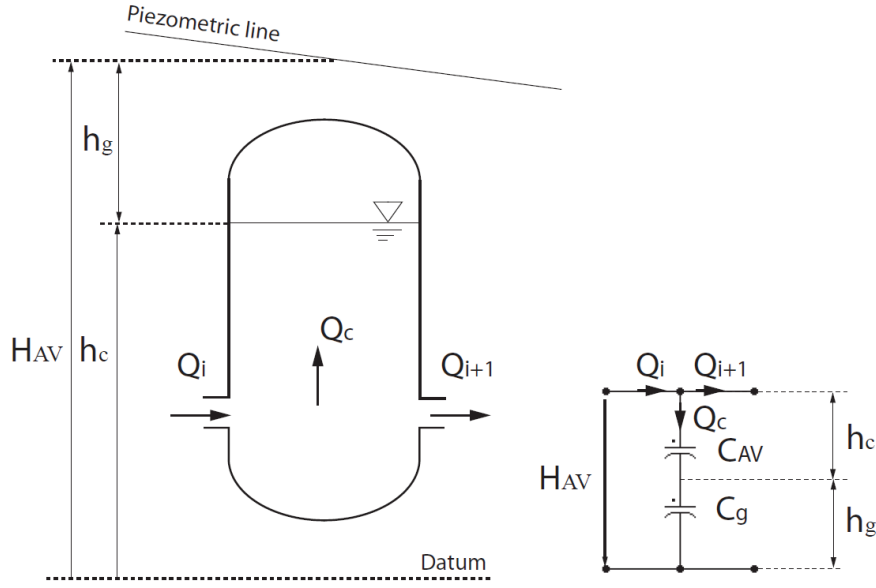 Piezometric line
hg
HAV
hc
Qc
Qi
Qi+1
Datum
Qi
Qi+1
Qc
CAV
hc
HAV
Cg
hg